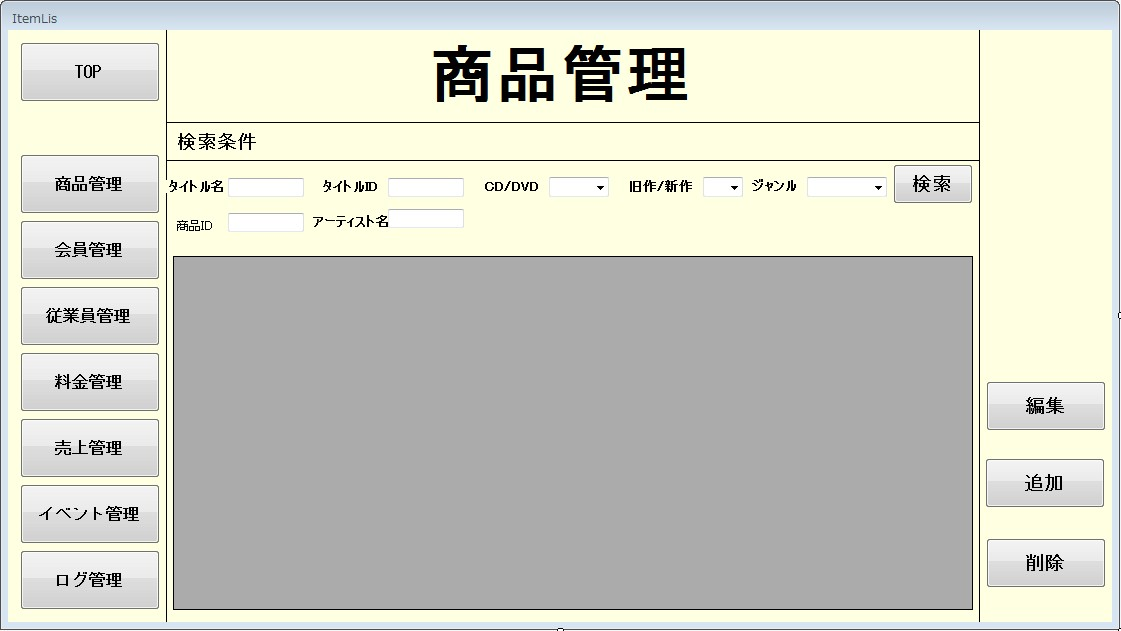 ItemLis
TOP
商品管理
会員管理
従業員管理
料金管理
売上管理
イベント管理
ログ管理
商品管理
検索条件
タイトル名 タイトルID CD/DVD 旧作/新作 ジャンル 検索
商品ID アーティスト名
編集
追加
削除